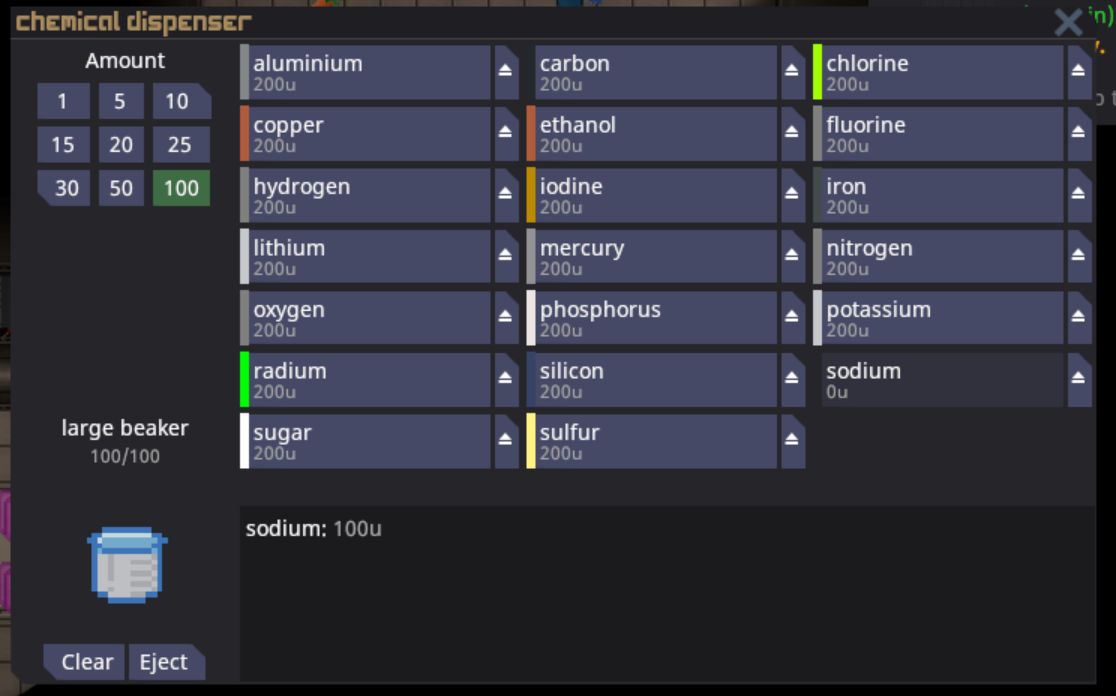 chemical dispenser
in)
Amount
1 5 10
15 20 25
30 50 100
aluminium
200u
carbon
200u
chlorine
200u
copper
200u
ethanol
200u
fluorine
200u
hydrogen
200u
iodine
200u
iron
200u
lithium
200u
mercury
200u
nitrogen
200u
oxygen
200u
phosphorus
200u
potassium
200u
radium
200u
silicon
200u
sodium
0u
sugar
200u
sulfur
200u
large beaker
100/100
sodium: 100u
Clear Eject